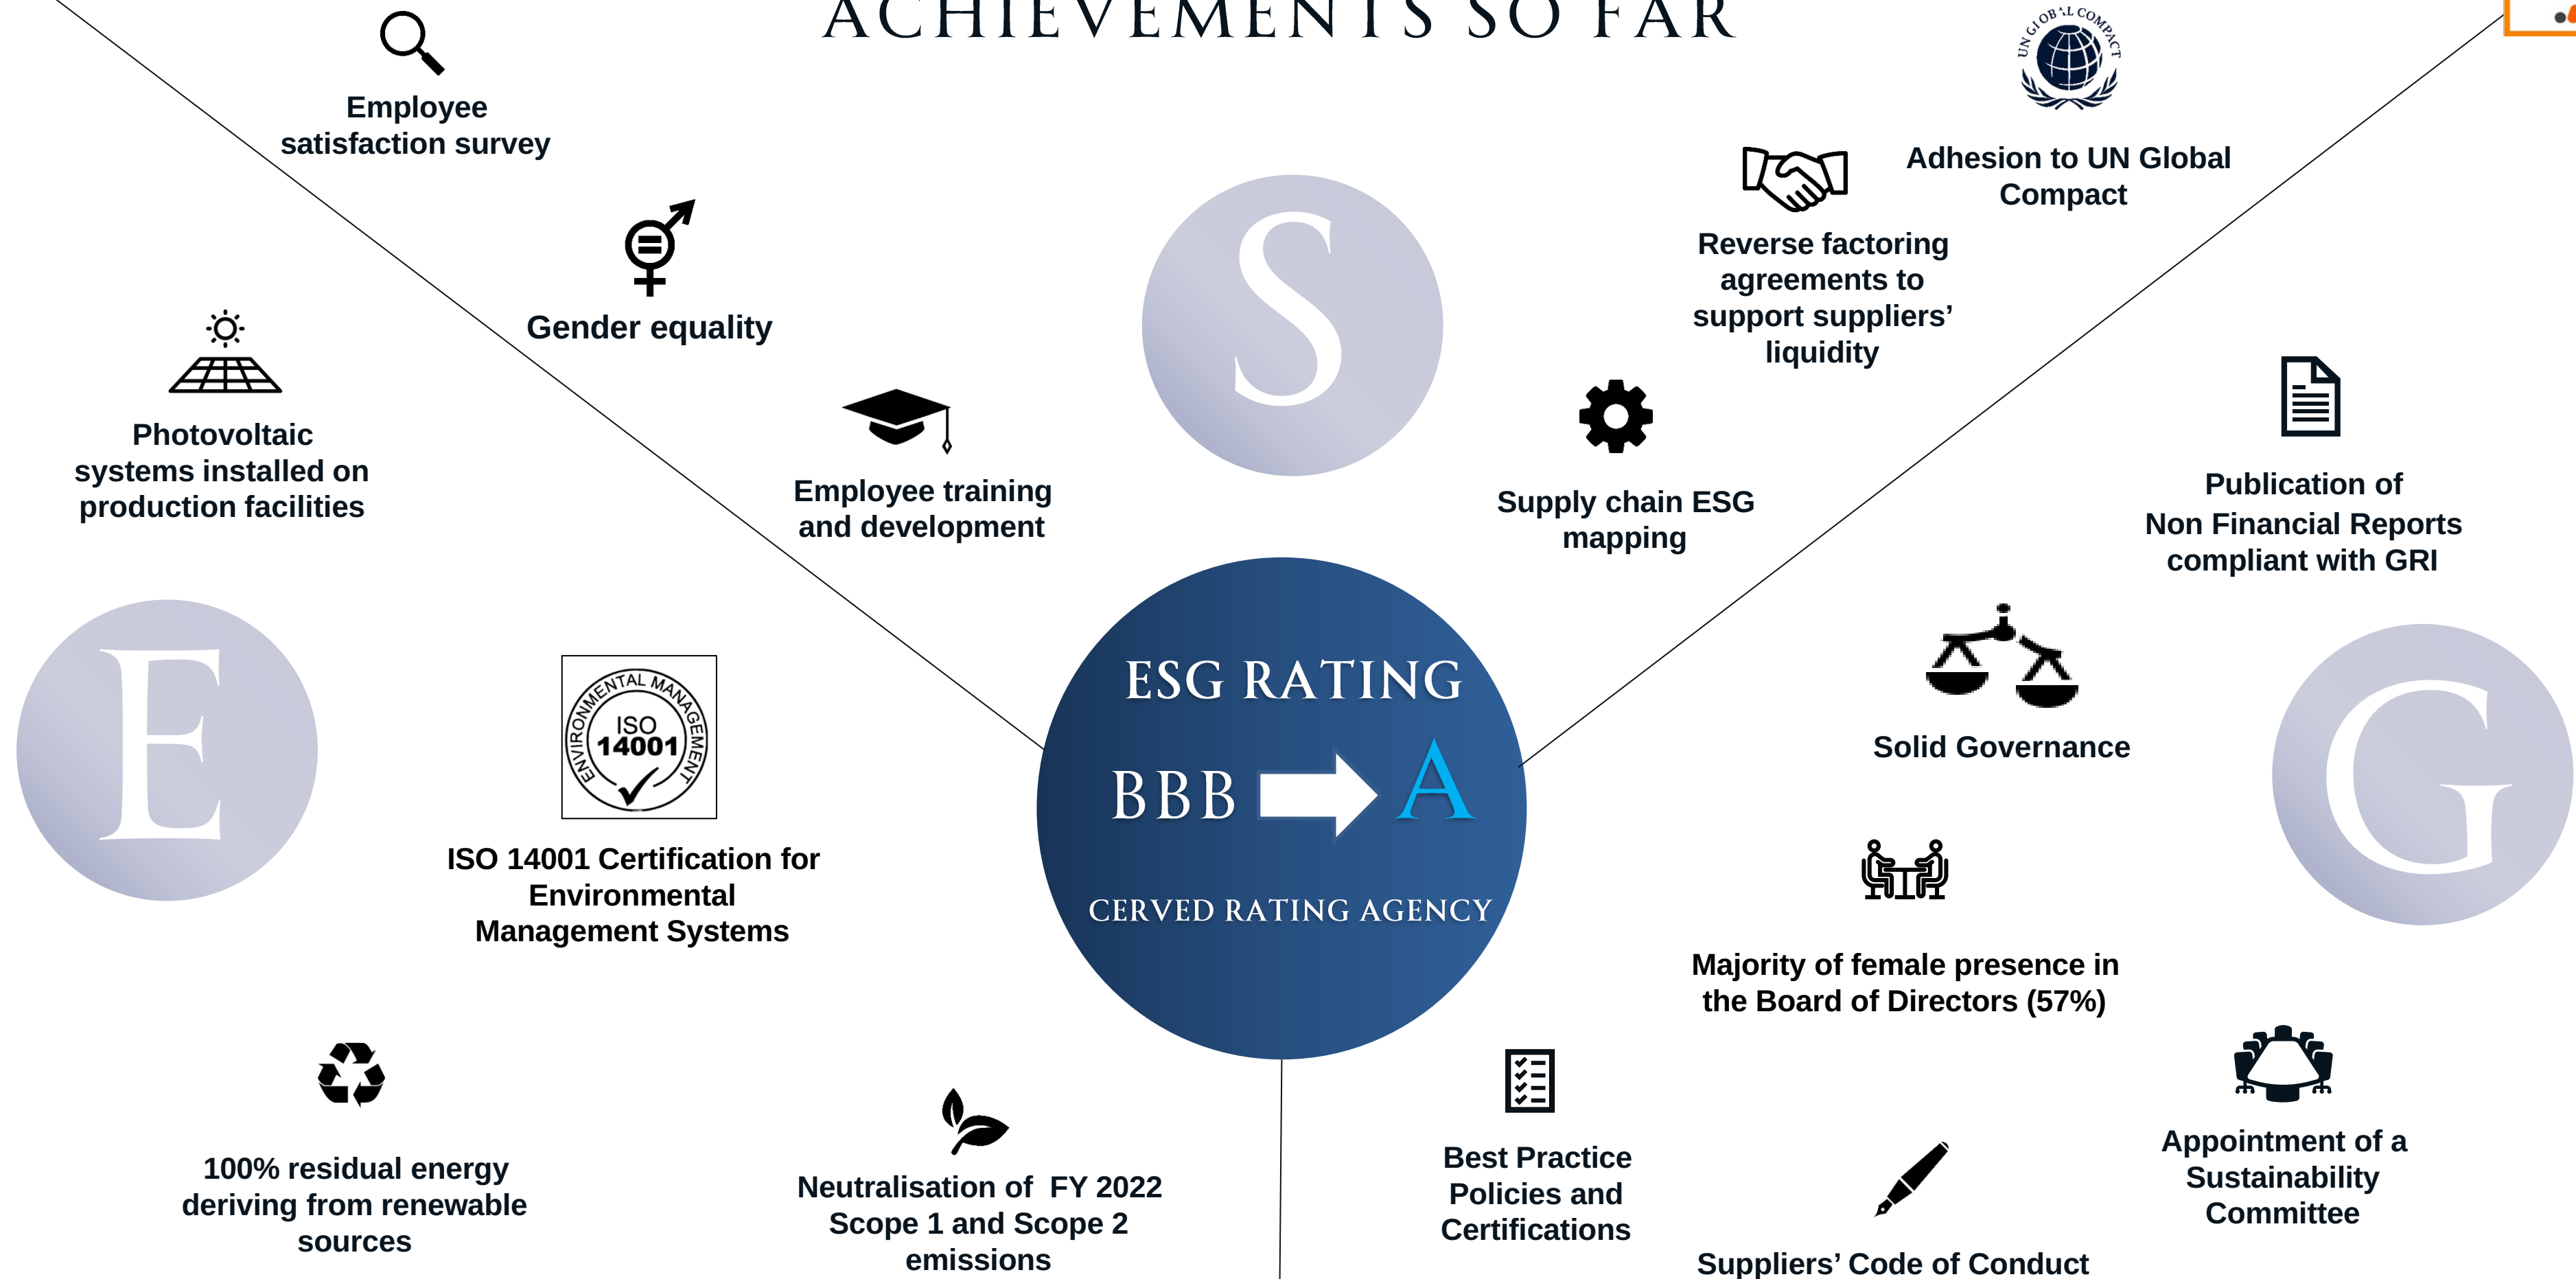 ACHIEVEMENTS SO FAR
Employee
satisfaction survey
Gender equality
Employee training
and development
S
UN GLOBAL COMPACT
Adhesion to UN Global
Compact
Reverse factoring
agreements to
support suppliers’
liquidity
Supply chain ESG
mapping
Photovoltaic
systems installed on
production facilities
E
ENVIRONMENTAL MANAGEMENT
ISO
14001
ISO 14001 Certification for
Environmental
Management Systems
100% residual energy
deriving from renewable
sources
Neutralisation of  FY 2022
Scope 1 and Scope 2
emissions
ESG RATING
BBB A
CERVED RATING AGENCY
Publication of
Non Financial Reports
compliant with GRI
Solid Governance
G
Majority of female presence in
the Board of Directors (57%)
Best Practice
Policies and
Certifications
Suppliers’ Code of Conduct
Appointment of a
Sustainability
Committee